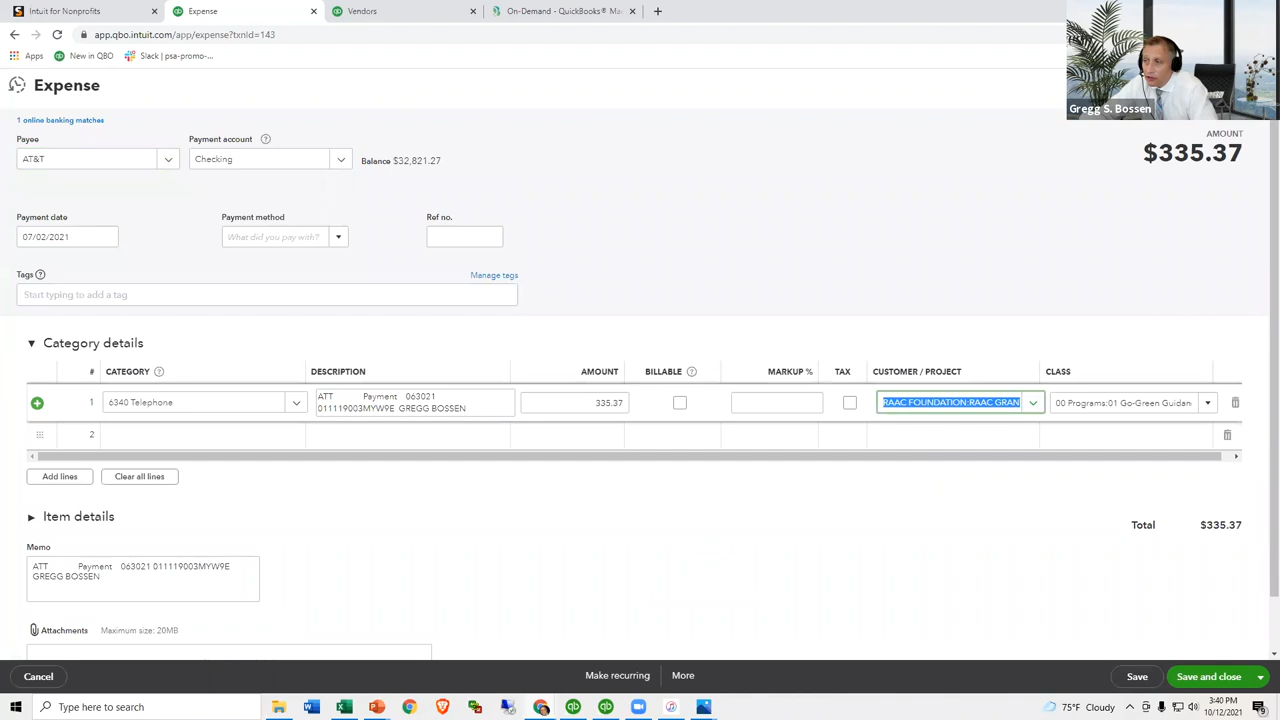 Intuit for Nonprofits
Expense
Vendors
On-Demand - QuickBooks® Ma
app.qbo.intuit.com/app/expense?txnId=143
Apps
New in QBO
Slack | psa-promo-...
Gregg S. Bossen
Expense
1 online banking matches
Payee
Payment account
AT&T
Checking
Balance $32,821.27
AMOUNT
$335.37
Payment date
Payment method
Ref no.
07/02/2021
What did you pay with?
Tags
Manage tags
Start typing to add a tag
Category details
# CATEGORY DESCRIPTION AMOUNT BILLABLE MARKUP % TAX CUSTOMER / PROJECT CLASS
1 6340 Telephone ATT Payment 063021 335.37 RAAC FOUNDATION:RAAC GRAN 00 Programs:01 Go-Green Guidan
011119003MYW9E GREGG BOSSEN
2
Add lines
Clear all lines
Item details
Total $335.37
Memo
ATT Payment 063021 011119003MYW9E
GREGG BOSSEN
Attachments Maximum size: 20MB
Cancel
Make recurring
More
Save
Save and close
Type here to search
75°F Cloudy
3:40 PM
10/12/2021